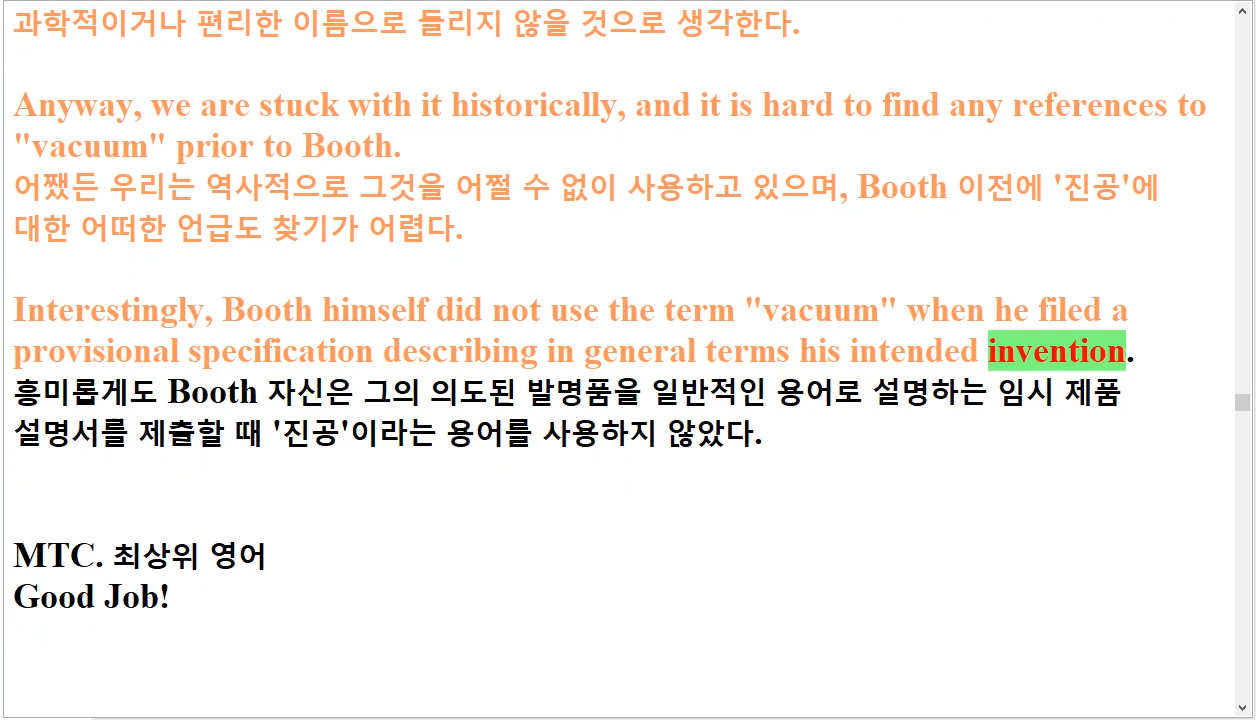 과학적이거나 편리한 이름으로 들리지 않을 것으로 생각한다.
Anyway, we are stuck with it historically, and it is hard to find any references to
"vacuum" prior to Booth.
어쨌든 우리는 역사적으로 그것을 어쩔 수 없이 사용하고 있으며, Booth 이전에 '진공'에
대한 어떠한 언급도 찾기가 어렵다.
Interestingly, Booth himself did not use the term "vacuum" when he filed a
provisional specification describing in general terms his intended invention.
흥미롭게도 Booth 자신은 그의 의도된 발명품을 일반적인 용어로 설명하는 임시 제품
설명서를 제출할 때 '진공'이라는 용어를 사용하지 않았다.
MTC. 최상위 영어
Good Job!